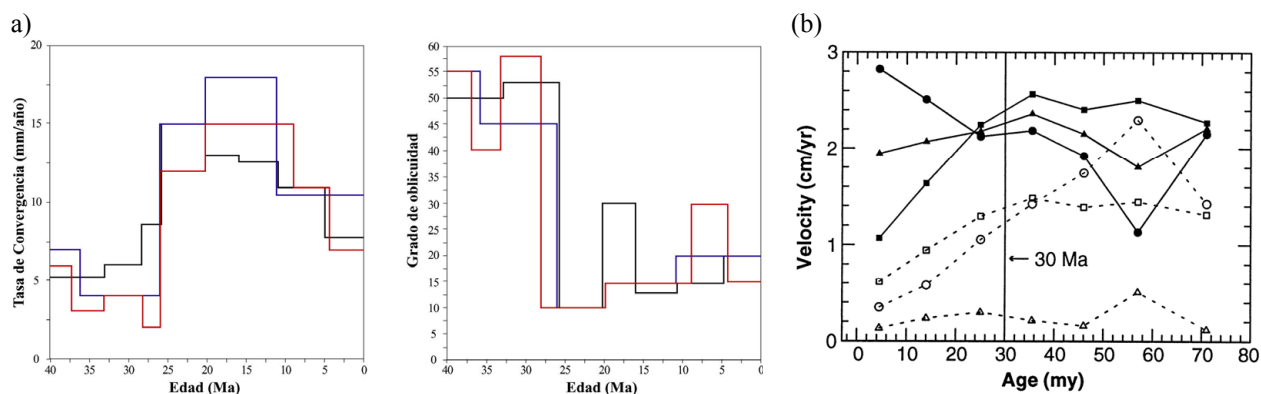 a)
Tasa de Convergencia (mm/año)
20
15
10
5
0
40 35 30 25 20 15 10 5 0
Edad (Ma)
Grado de oblicuidad
60
55
50
45
40
35
30
25
20
15
10
5
0
40 35 30 25 20 15 10 5 0
Edad (Ma)
(b)
Velocity (cm/yr)
3
2
1
0
← 30 Ma
0 10 20 30 40 50 60 70 80
Age (my)